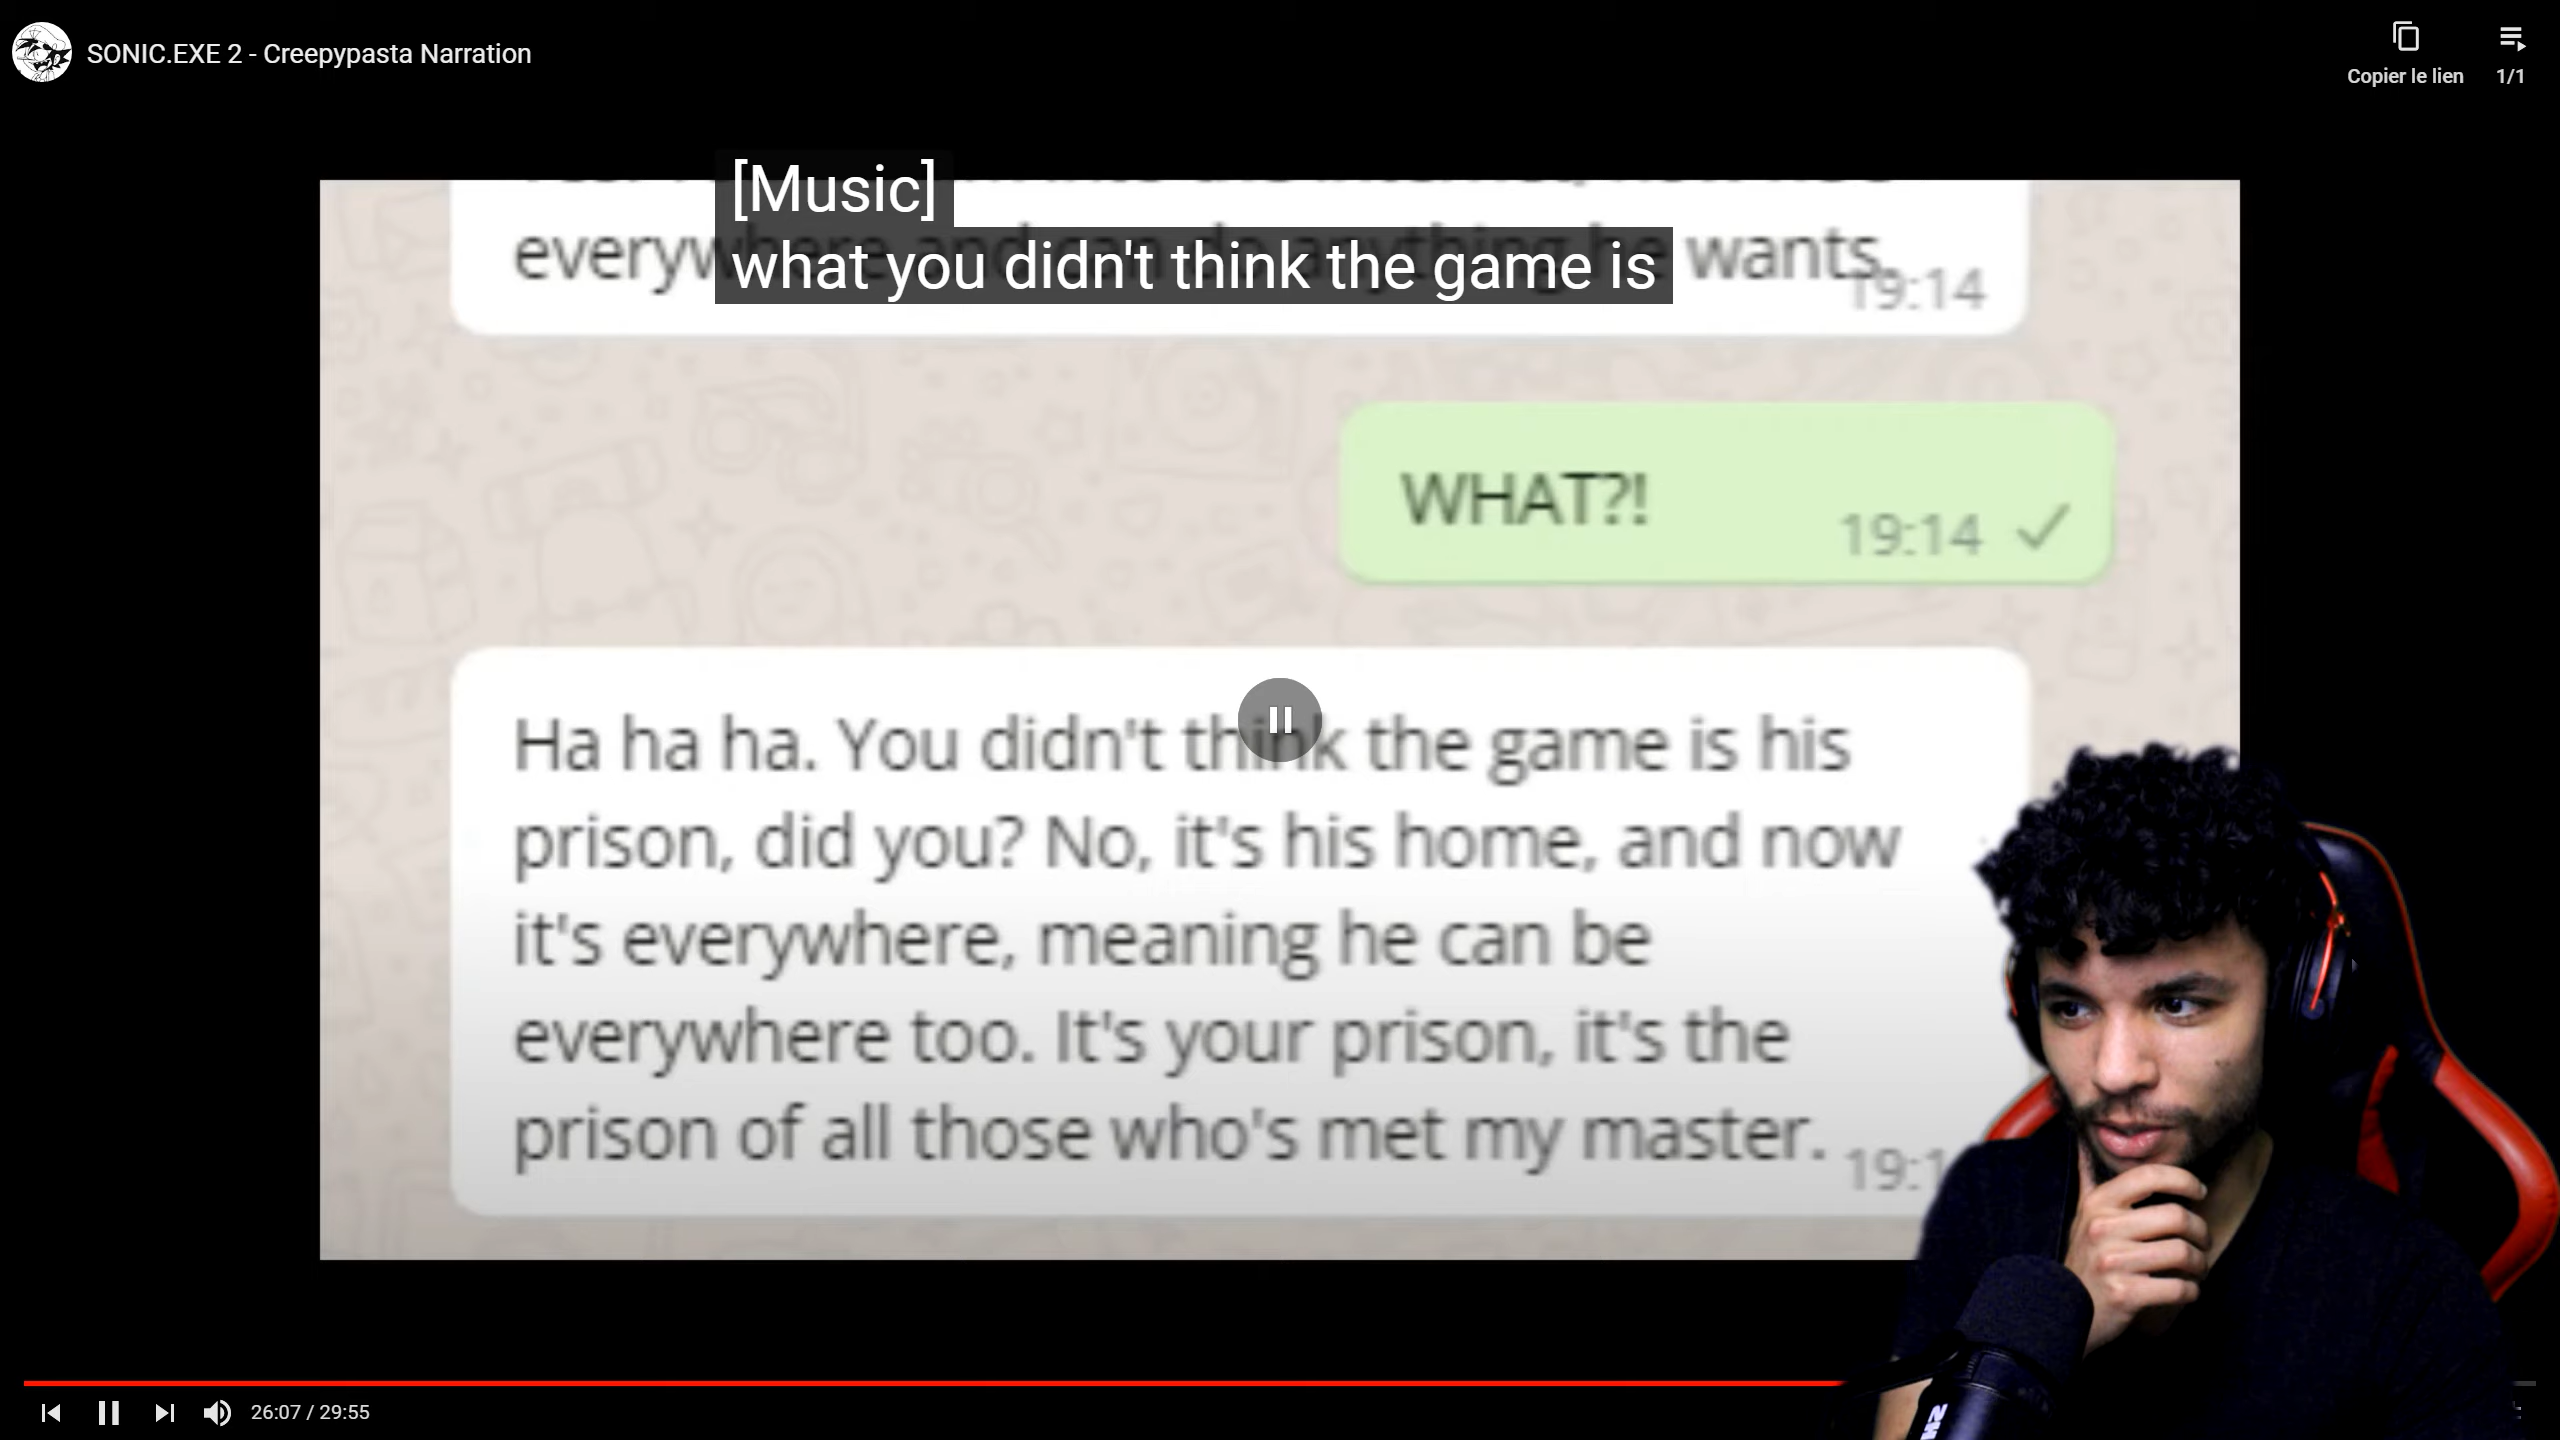 SONIC.EXE 2 - Creepypasta Narration
Copier le lien
1/1
[Music]
what you didn't think the game is
wants.
19:14
WHAT?!
19:14
Ha ha ha. You didn't think the game is his
prison, did you? No, it's his home, and now
it's everywhere, meaning he can be
everywhere too. It's your prison, it's the
prison of all those who's met my master.
26:07 / 29:55